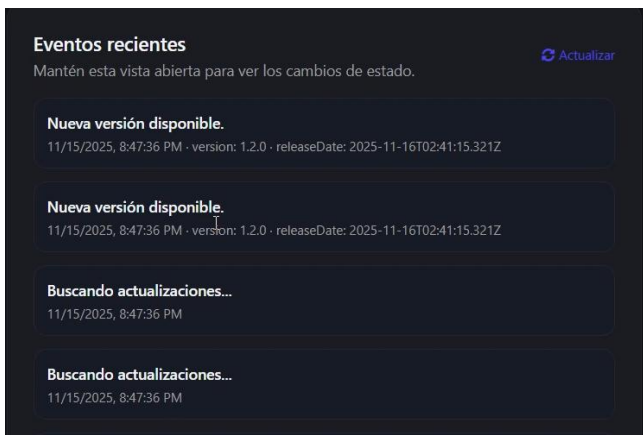 Eventos recientes
Actualizar
Mantén esta vista abierta para ver los cambios de estado.
Nueva versión disponible.
11/15/2025, 8:47:36 PM · version: 1.2.0 · releaseDate: 2025-11-16T02:41:15.321Z
Nueva versión disponible.
11/15/2025, 8:47:36 PM · version: 1.2.0 · releaseDate: 2025-11-16T02:41:15.321Z
Buscando actualizaciones...
11/15/2025, 8:47:36 PM
Buscando actualizaciones...
11/15/2025, 8:47:36 PM